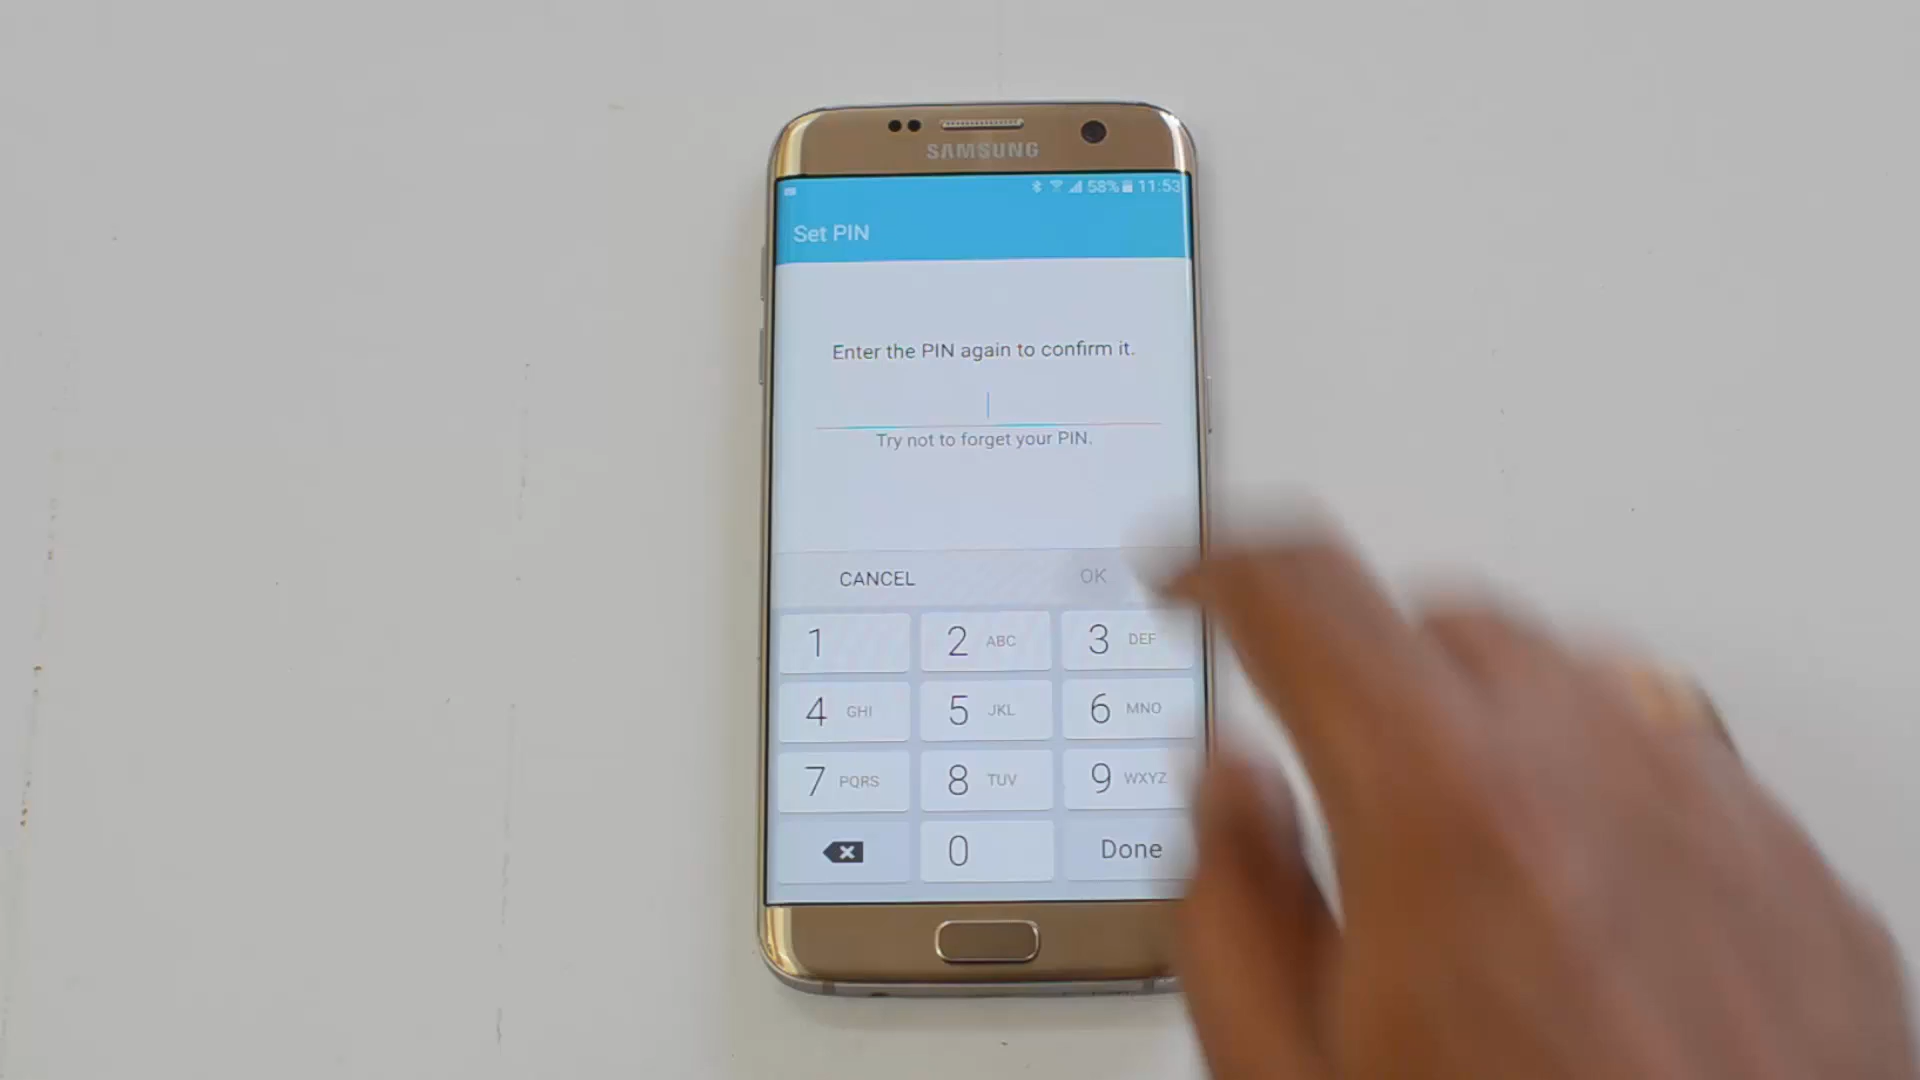 SAMSUNG
58% 11:53
Set PIN
Enter the PIN again to confirm it.
Try not to forget your PIN.
CANCEL OK
1 2 ABC 3 DEF
4 GHI 5 JKL 6 MNO
7 PQRS 8 TUV 9 WXYZ
0 Done